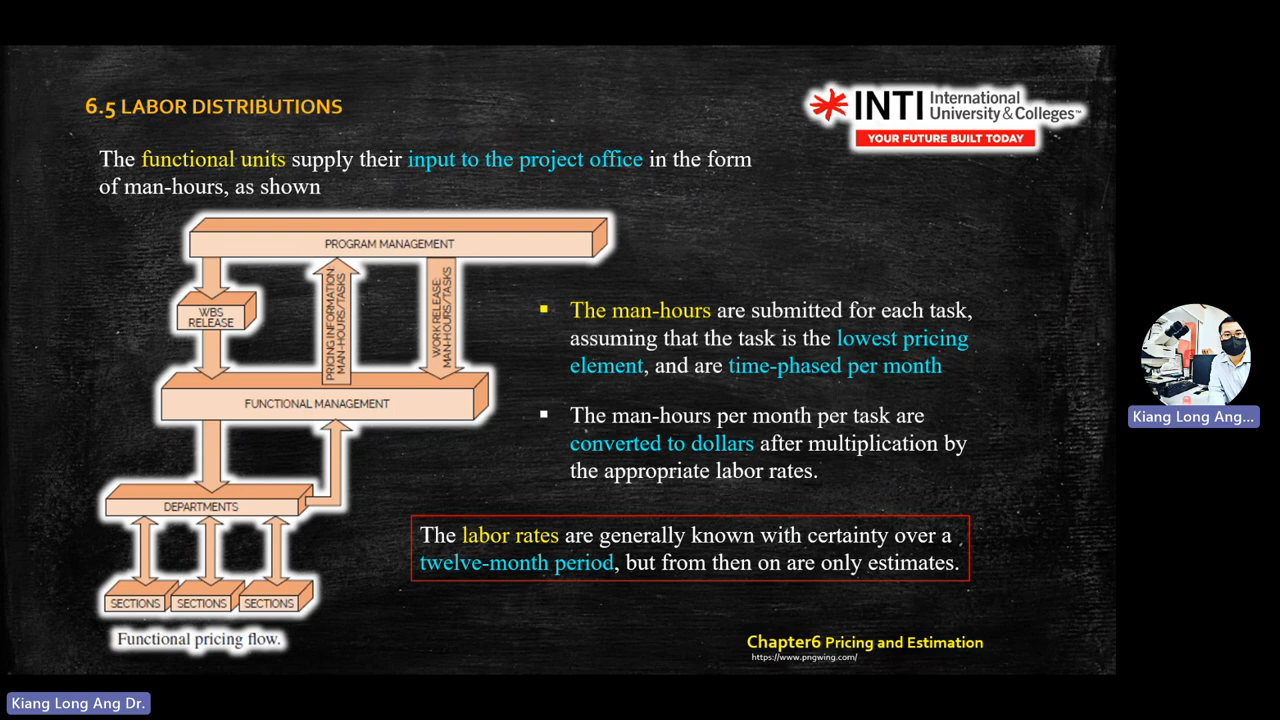 6.5 LABOR DISTRIBUTIONS
INTI International
University & Colleges™
YOUR FUTURE BUILT TODAY
The functional units supply their input to the project office in the form
of man-hours, as shown
PROGRAM MANAGEMENT
WBS
RELEASE
PRICING INFORMATION
MAN-HOURS/TASKS
WORK RELEASE
MAN-HOURS/TASKS
FUNCTIONAL MANAGEMENT
DEPARTMENTS
SECTIONS SECTIONS SECTIONS
Functional pricing flow.
The man-hours are submitted for each task,
assuming that the task is the lowest pricing
element, and are time-phased per month
The man-hours per month per task are
converted to dollars after multiplication by
the appropriate labor rates.
The labor rates are generally known with certainty over a
twelve-month period, but from then on are only estimates.
Chapter6 Pricing and Estimation
https://www.pngwing.com/
Kiang Long Ang...
Kiang Long Ang Dr.